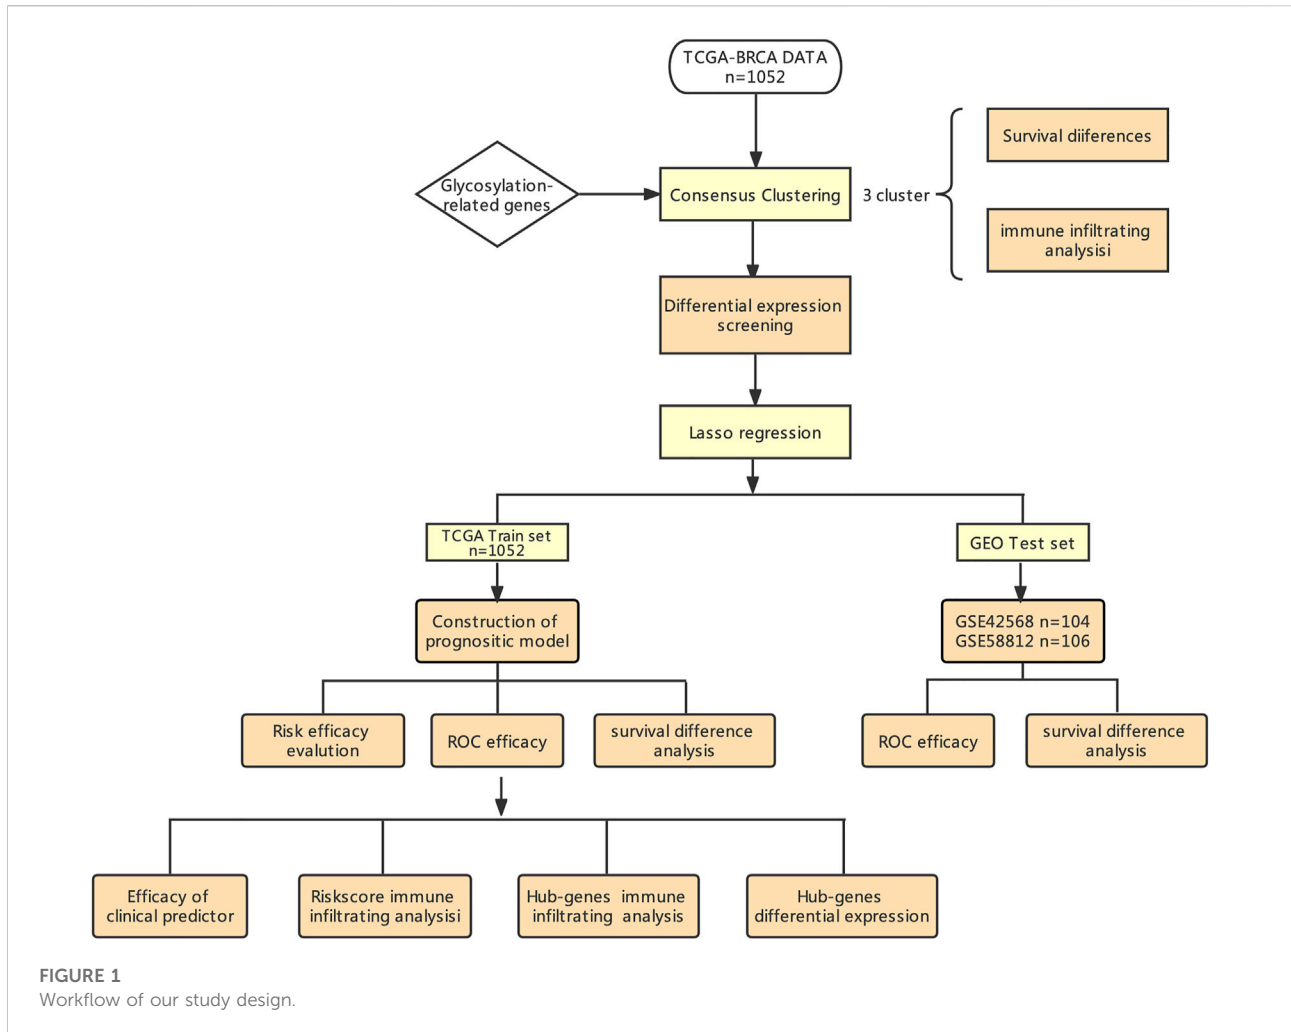 TCGA-BRCA DATA
n=1052
Glycosylation-
related genes
Consensus Clustering
3 cluster
Survival diifferences
immune infiltrating
analysisi
Differential expression
screening
Lasso regression
TCGA Train set
n=1052
GEO Test set
Construction of
prognositic model
GSE42568 n=104
GSE58812 n=106
Risk efficacy
evalution
ROC efficacy
survival difference
analysis
ROC efficacy
survival difference
analysis
Efficacy of
clinical predictor
Riskscore immune
infiltrating analysisi
Hub-genes immune
infiltrating analysis
Hub-genes
differential expression
FIGURE 1
Workflow of our study design.